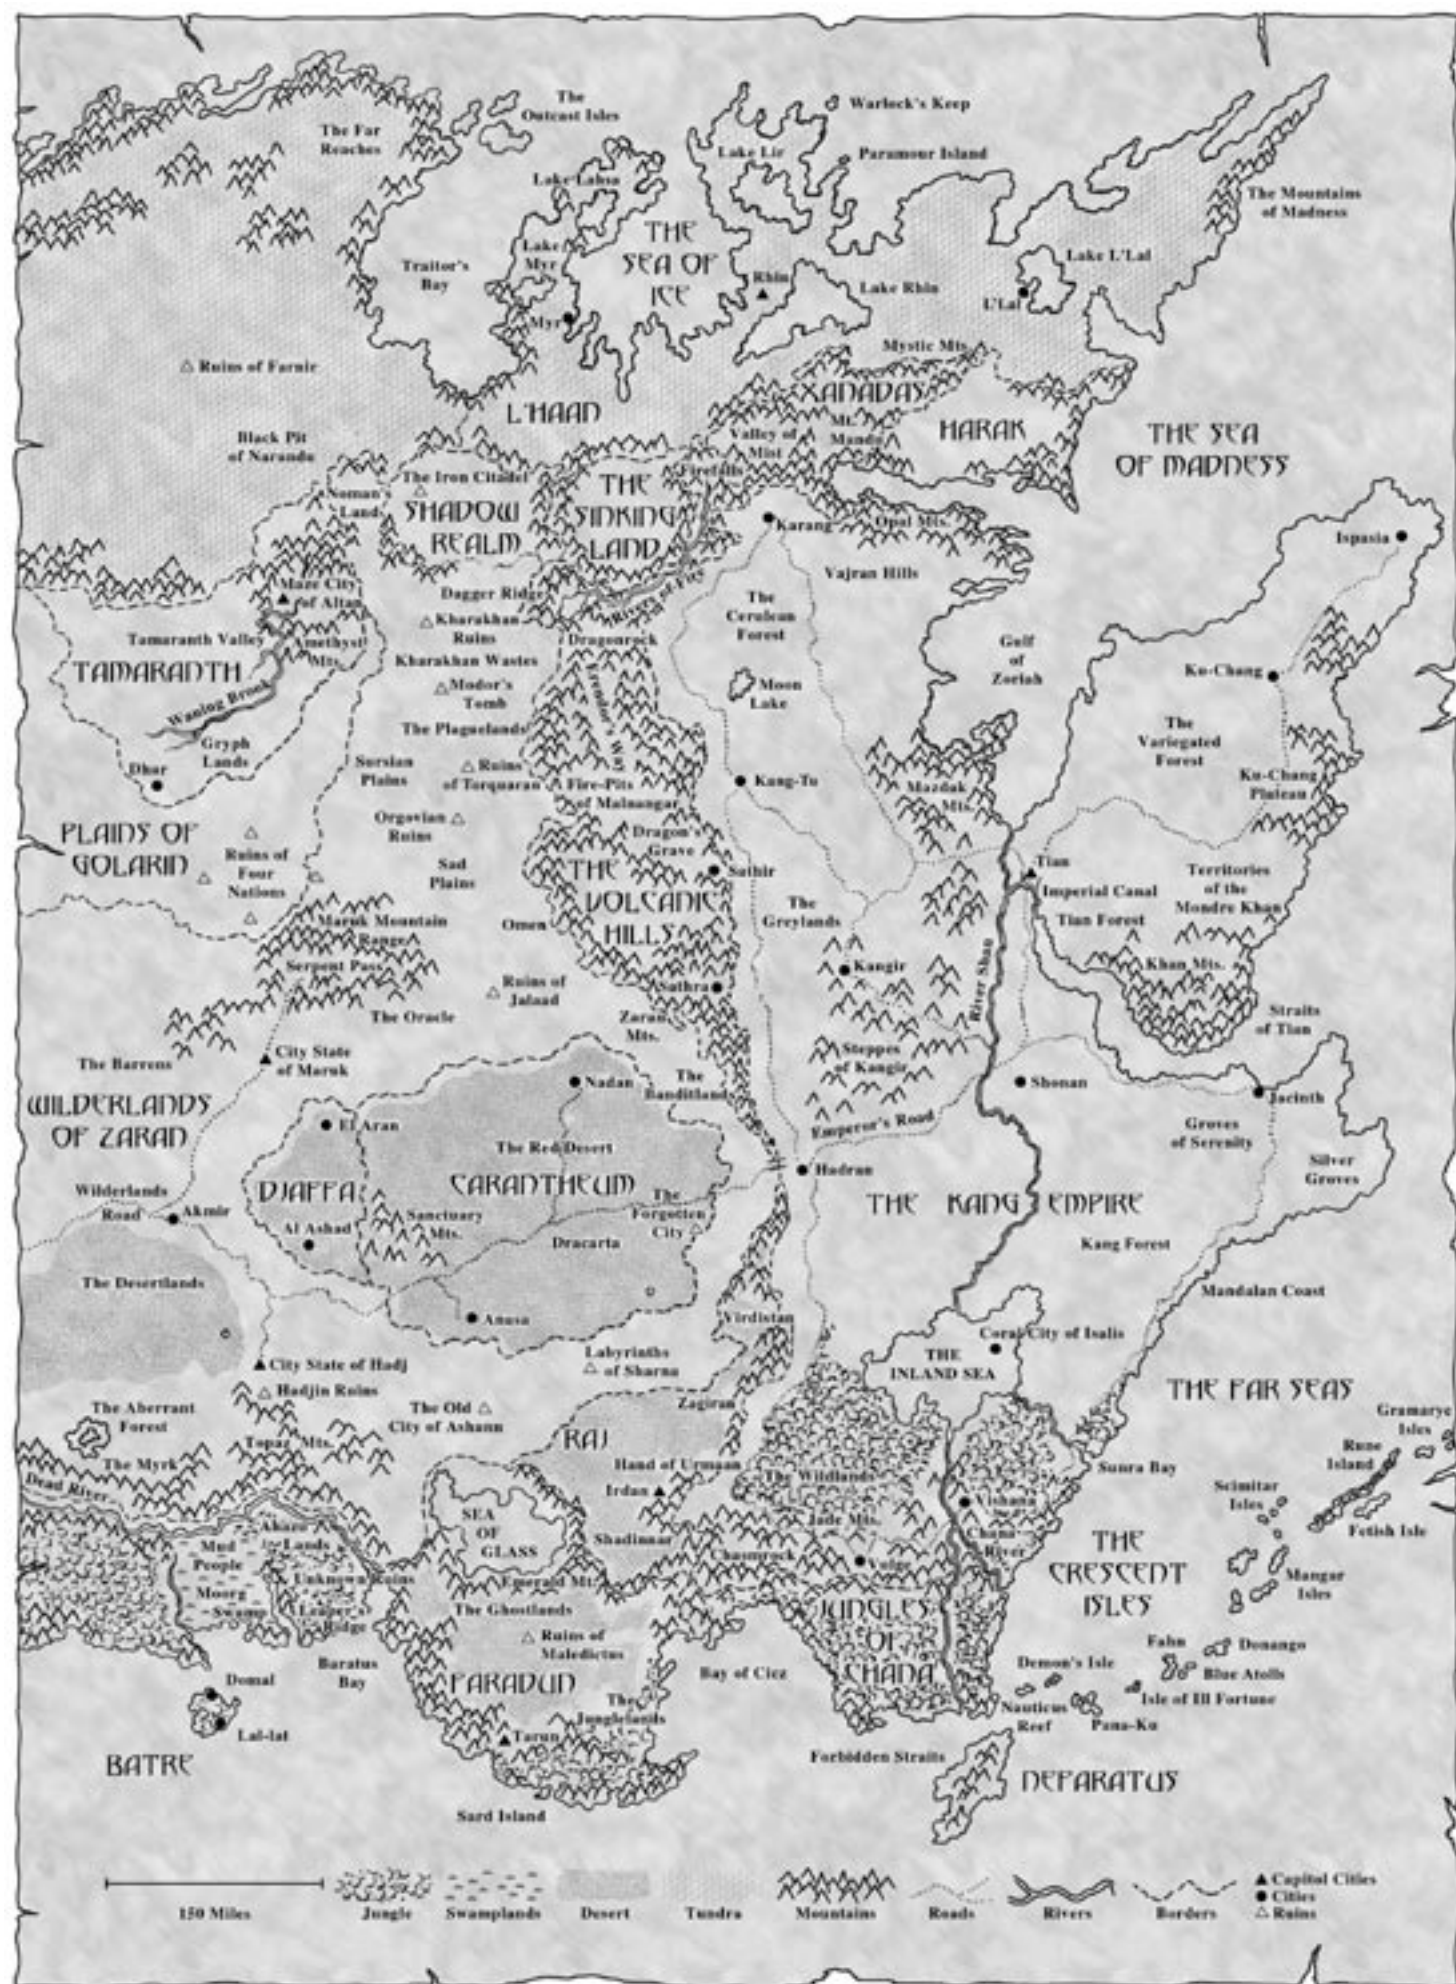 The
Outcast Isles
Warlock's Keep
The Far
Reaches
Lake Lir
Paramour Island
Lake Lahsa
The Mountains
of Madness
THE
SEA OF
ICE
Lake
Myr
Traitor's
Bay
Lake L'Lal
Rhin
Lake Rhin
L'Lal
Myr
Mystic Mts.
Ruins of Farnir
XANADAS
L'HAAN
Mt.
Mandu
Valley of
Mist
HARAK
THE SEA
OF MADNESS
Black Pit
of Narandu
The Iron Citadel
Firefalls
Noman's
Land
SHADOW
REALM
THE
SINKING
LAND
Karang
Opal Mts.
Ispasia
Vajran Hills
Maze City
of Altan
Dagger Ridge
Rivers of Fire
The
Cerulean
Forest
Kharakhan
Ruins
Tamaranth Valley
Amethyst
Mts.
Dragonrock
Gulf
of
Zoriah
TAMARANTH
Kharakhan Wastes
Ku-Chang
Modor's
Tomb
Moon
Lake
Waning Brook
The Plaguelands
The
Variegated
Forest
Gryph
Lands
Sursian
Plains
Ruins
of Torquaran
Dhar
Fire-Pits
of Malnangar
Kang-Tu
Mazdak
Mts.
Ku-Chang
Plateau
PLAINS OF
GOLARIN
Orgovian
Ruins
Dragon's
Grave
Ruins of
Four
Nations
Sad
Plains
THE
VOLCANIC
HILLS
Sathir
Tian
Imperial Canal
Territories
of the
Mondre Khan
The
Greylands
Tian Forest
Maruk Mountain
Range
Omen
Serpent Pass
Kangir
Khan Mts.
Ruins of
Jalaad
Sathra
River Shan
The Oracle
Zaran
Mts.
Straits
of Tian
City State
of Maruk
The Barrens
Steppes
of Kangir
Nadan
The
Banditlands
Shonan
Jacinth
WILDERLANDS
OF ZARAN
El Aran
Emperor's Road
Groves
of Serenity
The Red Desert
Hadran
Silver
Groves
DJAFFA
CARANTHEUM
Wilderlands
Road
Akmir
Sanctuary
Mts.
The
Forgotten
City
THE KANG EMPIRE
Al Ashad
Dracarta
Kang Forest
The Desertlands
Mandalan Coast
Anusa
Virdistan
Coral City of Isalis
City State of Hadj
Labyrinths
of Sharna
THE
INLAND SEA
Hadjin Ruins
THE FAR SEAS
The Aberrant
Forest
The Old
City of Ashann
Zagiran
Gramarye
Isles
Topaz Mts.
RAJ
Rune
Island
The Myrk
Hand of Urmaan
The Wildlands
Sunra Bay
Dead River
Irdan
Scimitar
Isles
Vishana
SEA
OF
GLASS
Jade Mts.
Fetish Isle
Ahazu
Lands
Shadinnar
Chana
River
THE
CRESCENT
ISLES
Mud
People
Chasmrock
Volge
Unknown Ruins
Emerald Mt.
Mangar
Isles
Moorg
Swamp
Leaper's
Ridge
The Ghostlands
JUNGLES
OF
CHANA
Ruins of
Maledictus
Fahn
Donango
Baratus
Bay
Bay of Cicz
Demon's Isle
Blue Atolls
Domal
PARADUN
Isle of Ill Fortune
The
Junglelands
Nauticus
Reef
Pana-Ku
Lal-lat
Tarun
BATRE
Forbidden Straits
NEPARATUS
Sard Island
150 Miles
Jungle
Swamplands
Desert
Tundra
Mountains
Roads
Rivers
Borders
Capitol Cities
Cities
Ruins